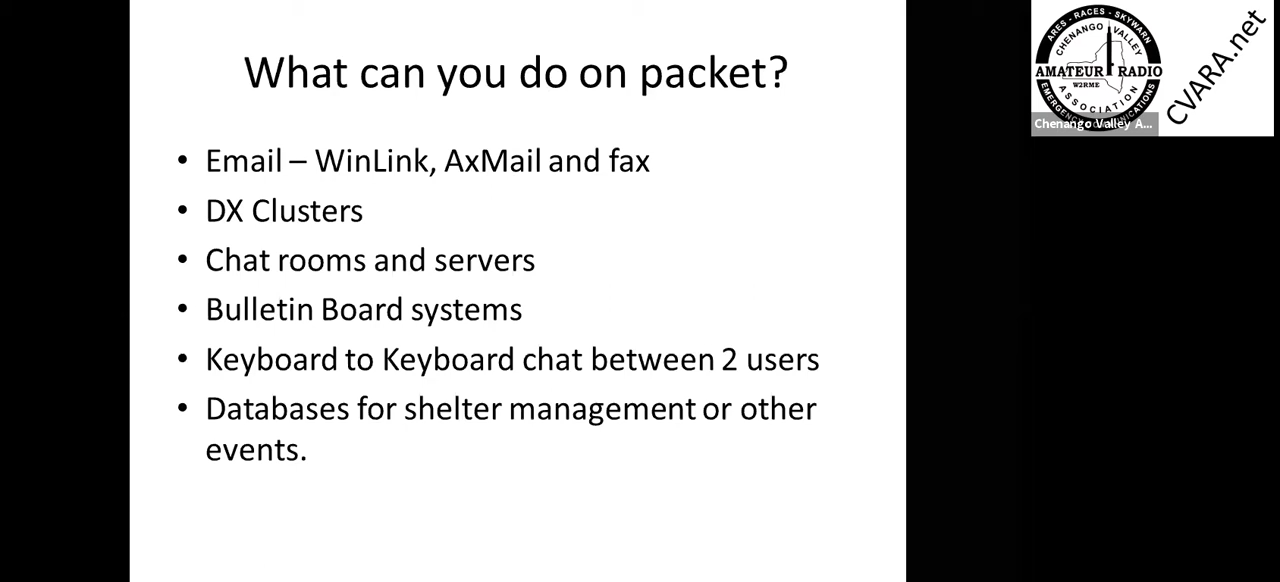 What can you do on packet?
• Email – WinLink, AxMail and fax
• DX Clusters
• Chat rooms and servers
• Bulletin Board systems
• Keyboard to Keyboard chat between 2 users
• Databases for shelter management or other
events.
ARES - RACES - SKYWARN
CHENANGO VALLEY
AMATEUR RADIO
W2RME
ASSOCIATION
EMERGENCY COMMUNICATIONS
Chenango Valley A...
CVARA.net